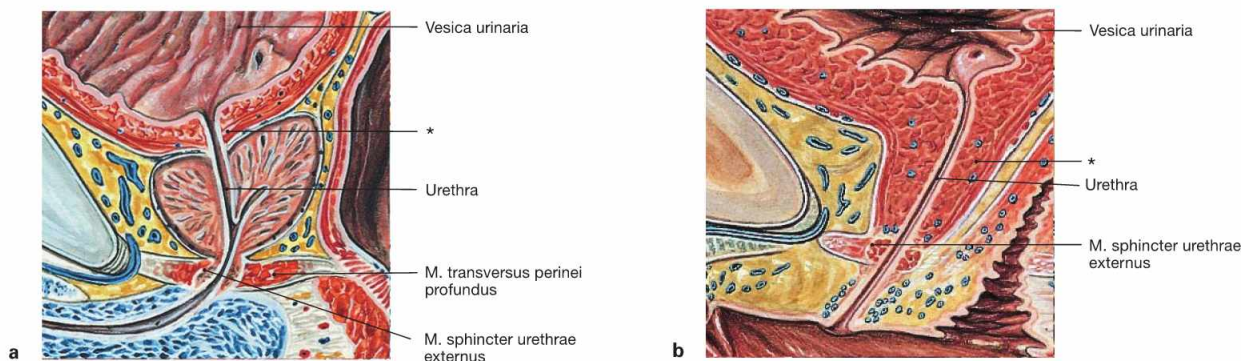 Vesica urinaria
*
Urethra
M. transversus perinei
profundus
M. sphincter urethrae
externus
a
Vesica urinaria
*
Urethra
M. sphincter urethrae
externus
b